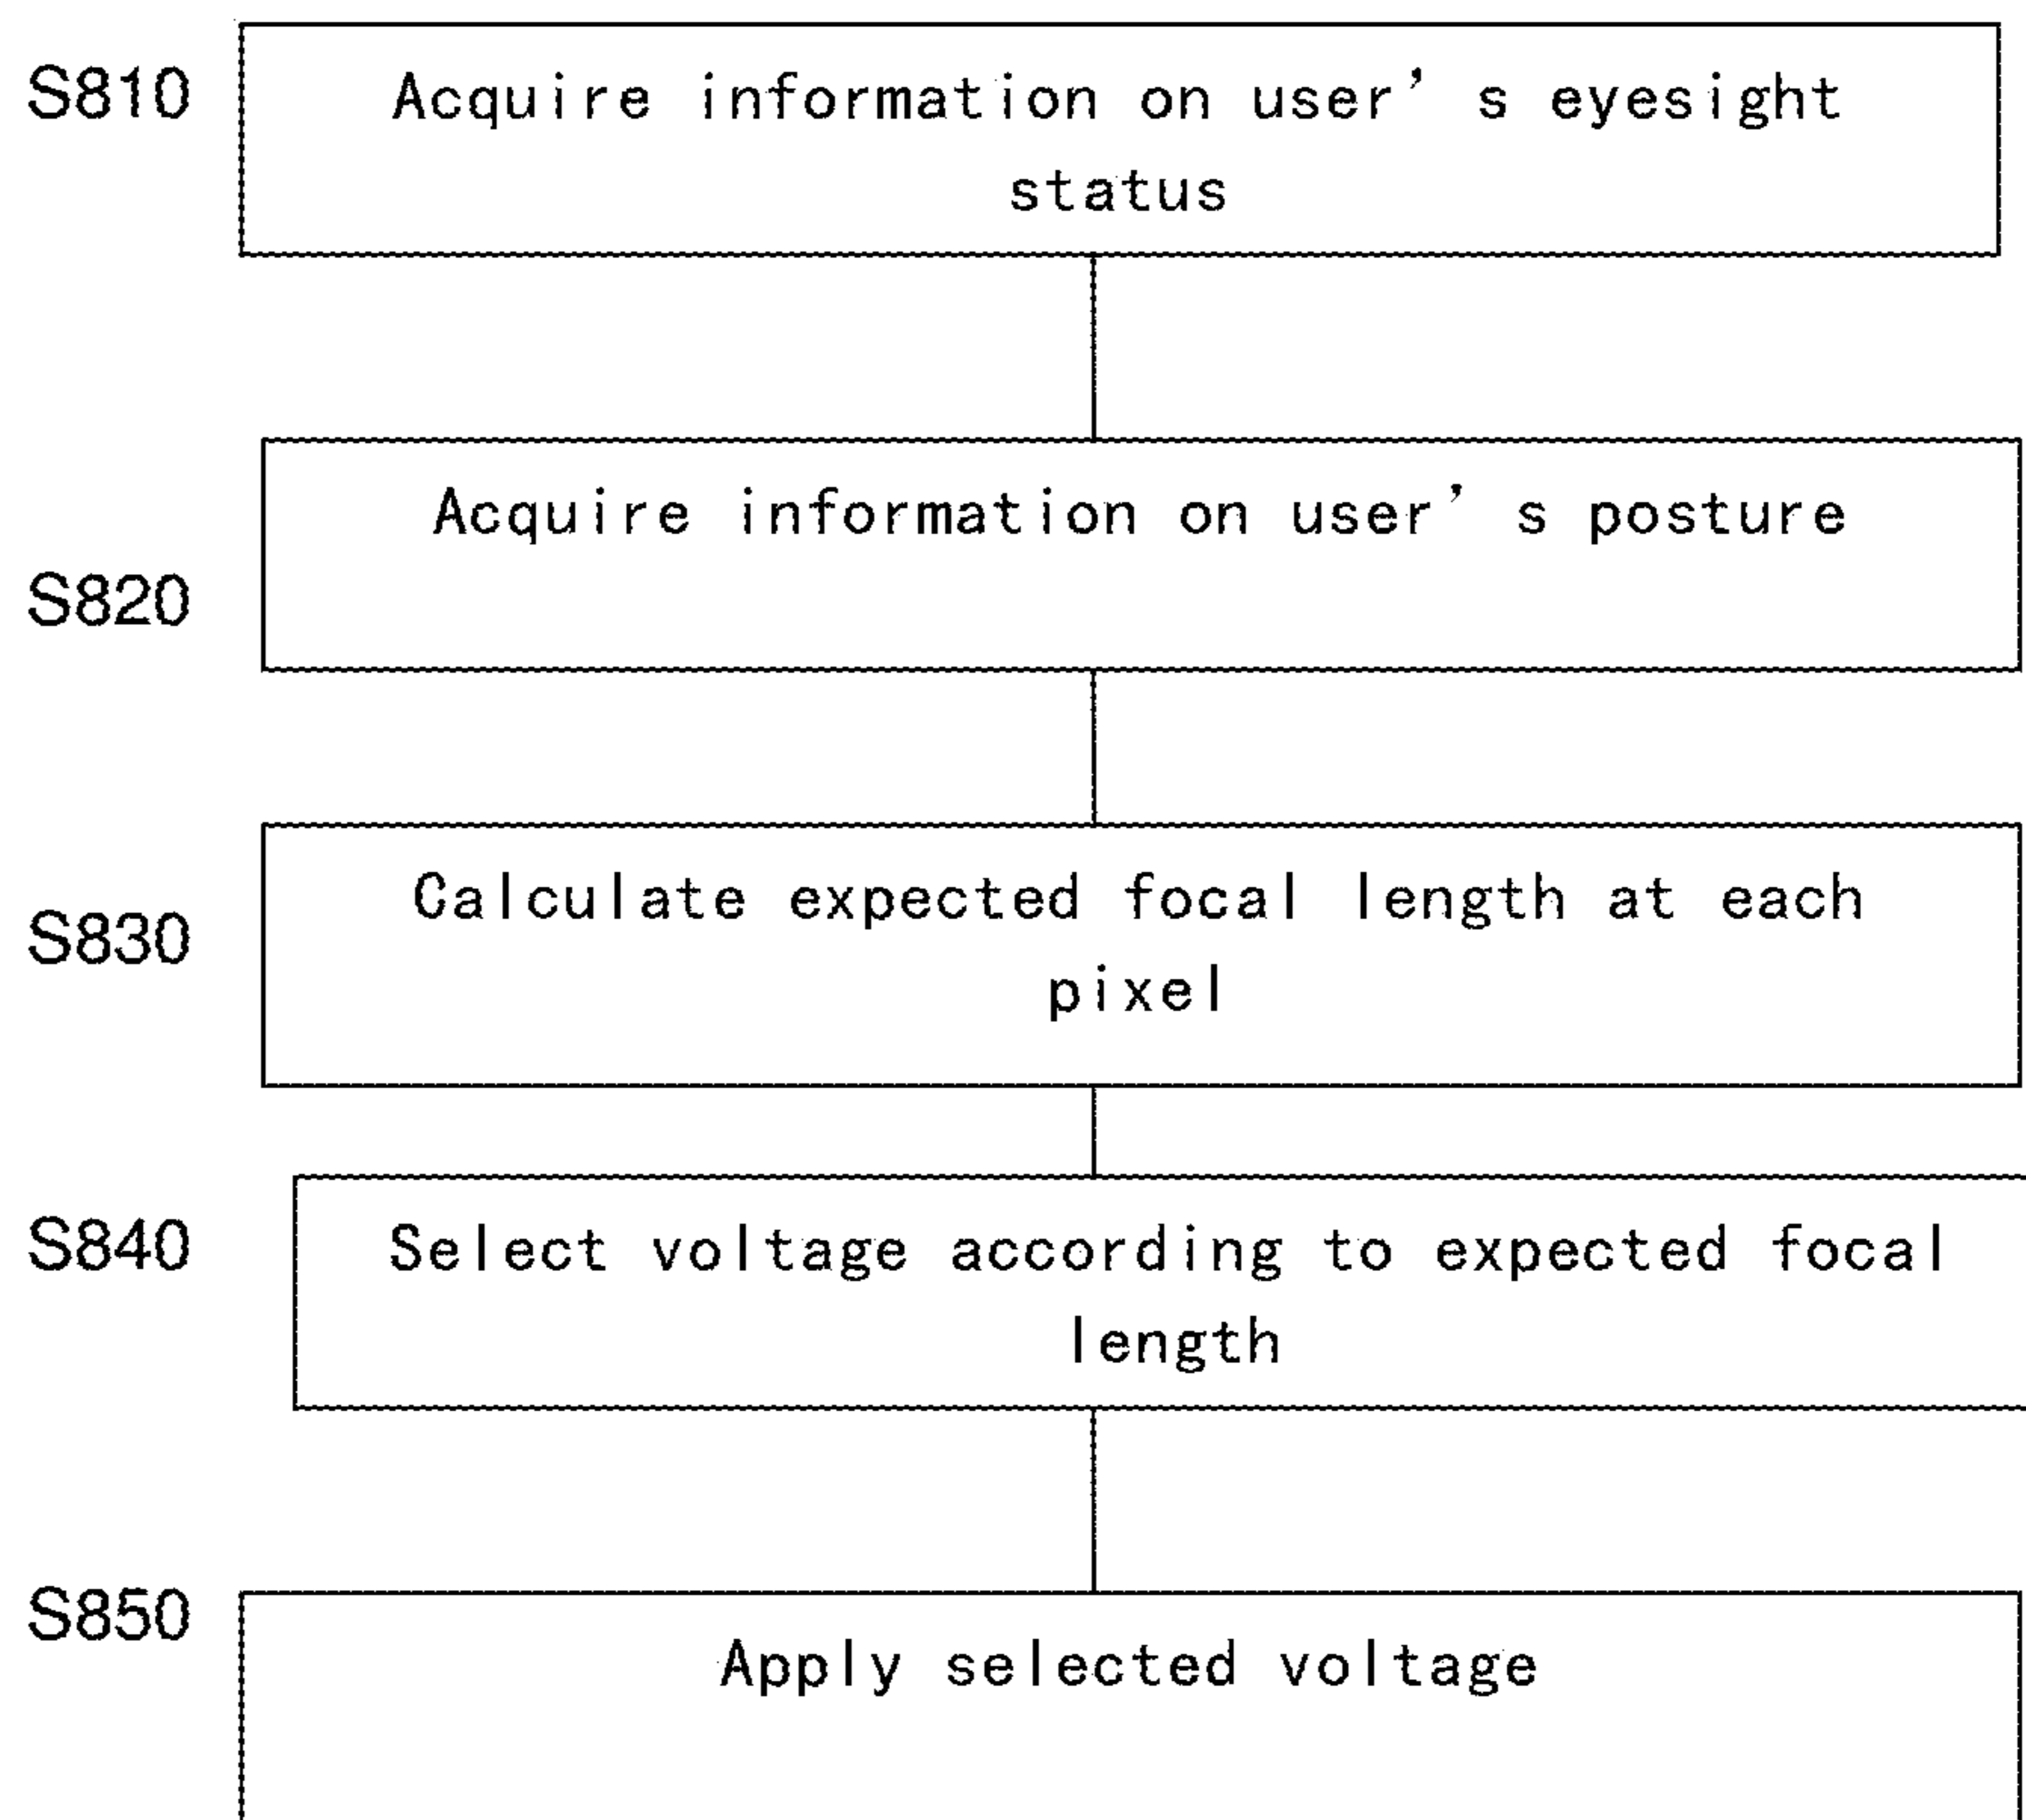 S810
Acquire information on user's eyesight
status
Acquire information on user's posture
S820
Calculate expected focal length at each
S830
pixel
S840
Select voltage according to expected focal
length
S850
Apply selected voltage